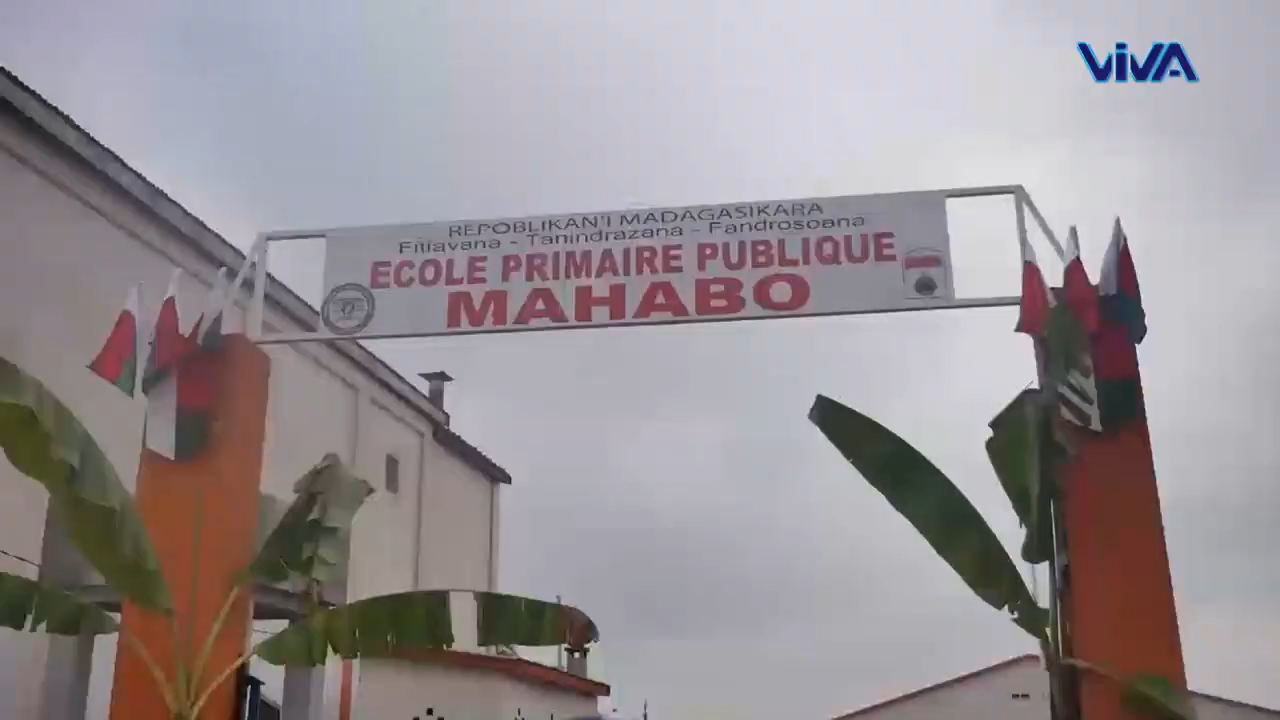 VIVA
REPOBLIKAN'I MADAGASIKARA
Fitiavana - Tanindrazana - Fandrosoana
ECOLE PRIMAIRE PUBLIQUE
MAHABO